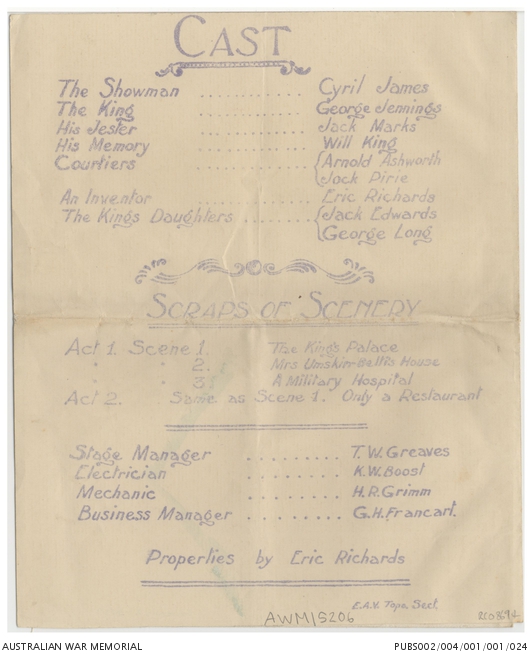 CAST
The Showman .......... Cyril James
The King .......... George Jennings
His Jester .......... Jack Marks
His Memory .......... Will King
Courtiers .......... {Arnold Ashworth
Jock Pirie
An Inventor .......... Eric Richards
The Kings Daughters ....... {Jack Edwards
George Long
SCRAPS OF SCENERY
Act 1. Scene 1. The King's Palace
" " 2. Mrs Umskin-Bellis House
" " 3. A Military Hospital
Act 2. Same as Scene 1. Only a Restaurant
Stage Manager ......... T.W. Greaves
Electrician ......... K.W. Boost
Mechanic ......... H.R. Grimm
Business Manager ......... G.H. Francart.
Properties by Eric Richards
E.A.V. Topo. Sect.
AWM15206
AUSTRALIAN WAR MEMORIAL
PUBS002/004/001/001/024